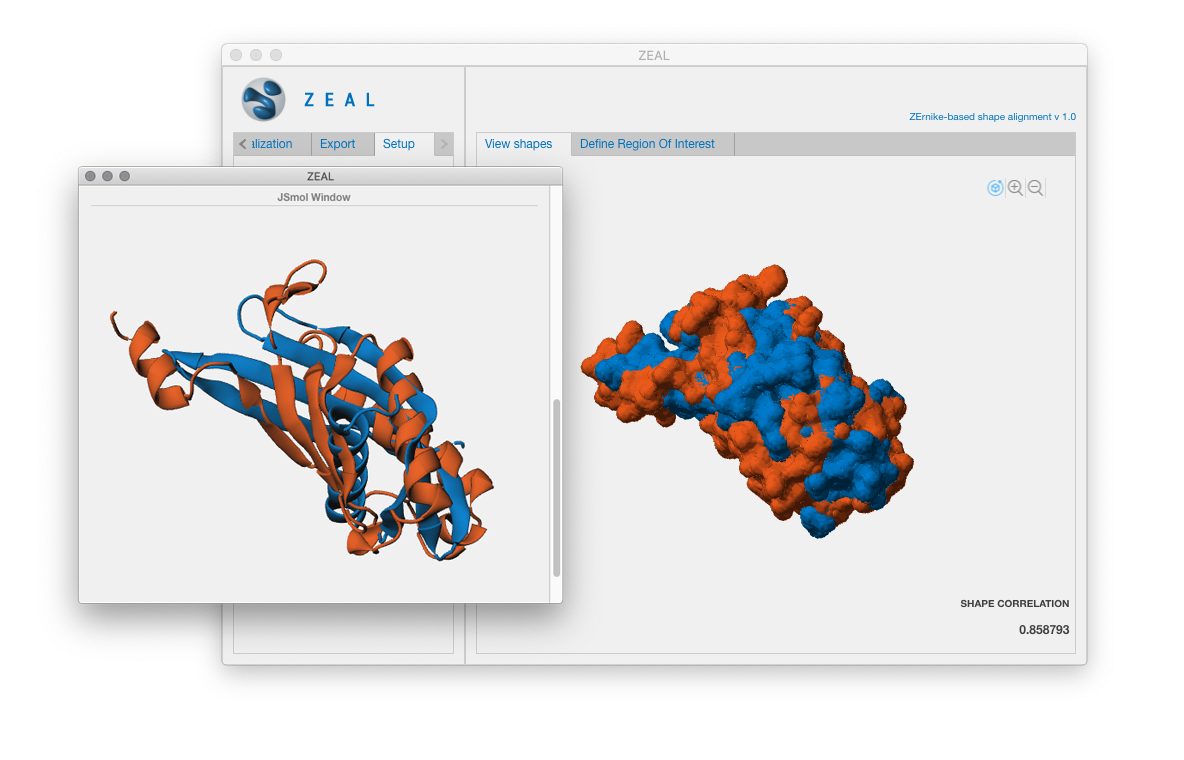 ZEAL
ZEAL
ZErnike-based shape alignment v 1.0
alization Export Setup
View shapes Define Region Of Interest
ZEAL
JSmol Window
SHAPE CORRELATION
0.858793